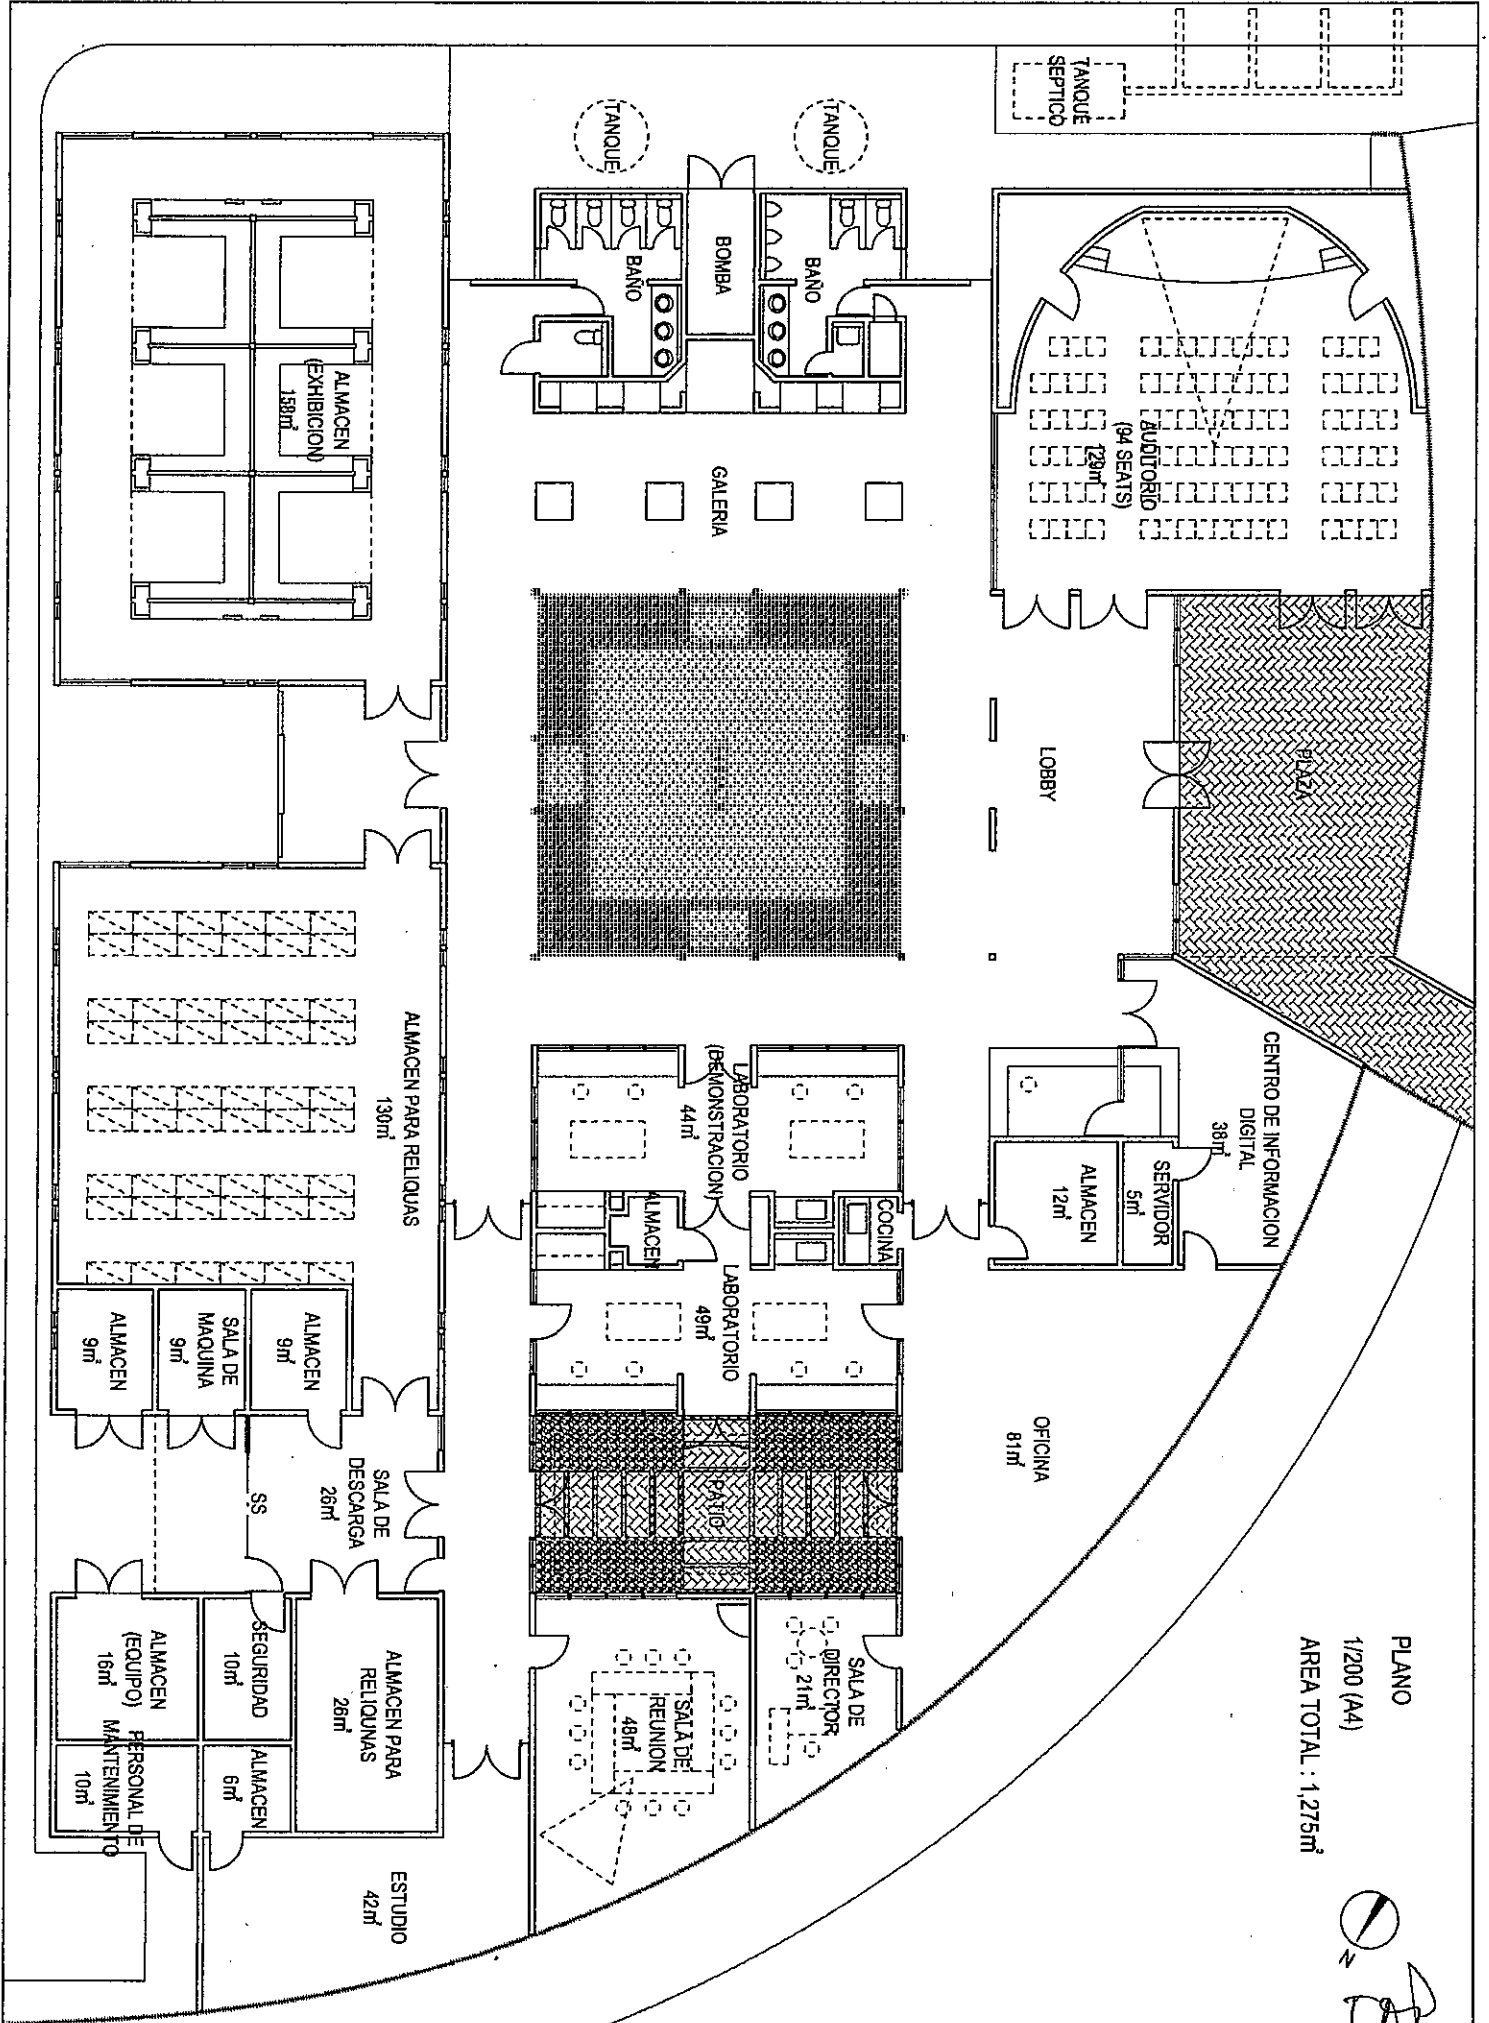 PLANO
1/200 (A4)
AREA TOTAL : 1,275m²
N
TANQUE
SEPTICO
TANQUE
TANQUE
BAÑO
BOMBA
BAÑO
AUDITORIO
(94 SEATS)
129m²
PLAZA
LOBBY
GALERIA
ALMACEN
(EXHIBICION)
158m²
CENTRO DE INFORMACION
DIGITAL
38m²
SERVIDOR
5m²
ALMACEN
12m²
COCINA
LABORATORIO
(DEMONSTRACION)
44m²
ALMACEN
LABORATORIO
49m²
ALMACEN PARA RELIQUAS
130m²
ALMACEN
9m²
SALA DE
MAQUINA
9m²
ALMACEN
9m²
OFICINA
81m²
PATIO
SALA DE
DESCARGA
26m²
SS
SALA DE
DIRECTOR
21m²
SALA DE
REUNION
48m²
ALMACEN PARA
RELIQUNAS
26m²
SEGURIDAD
10m²
ALMACEN
(EQUIPO)
16m²
ALMACEN
6m²
PERSONAL DE
MANTENIMIENTO
10m²
ESTUDIO
42m²